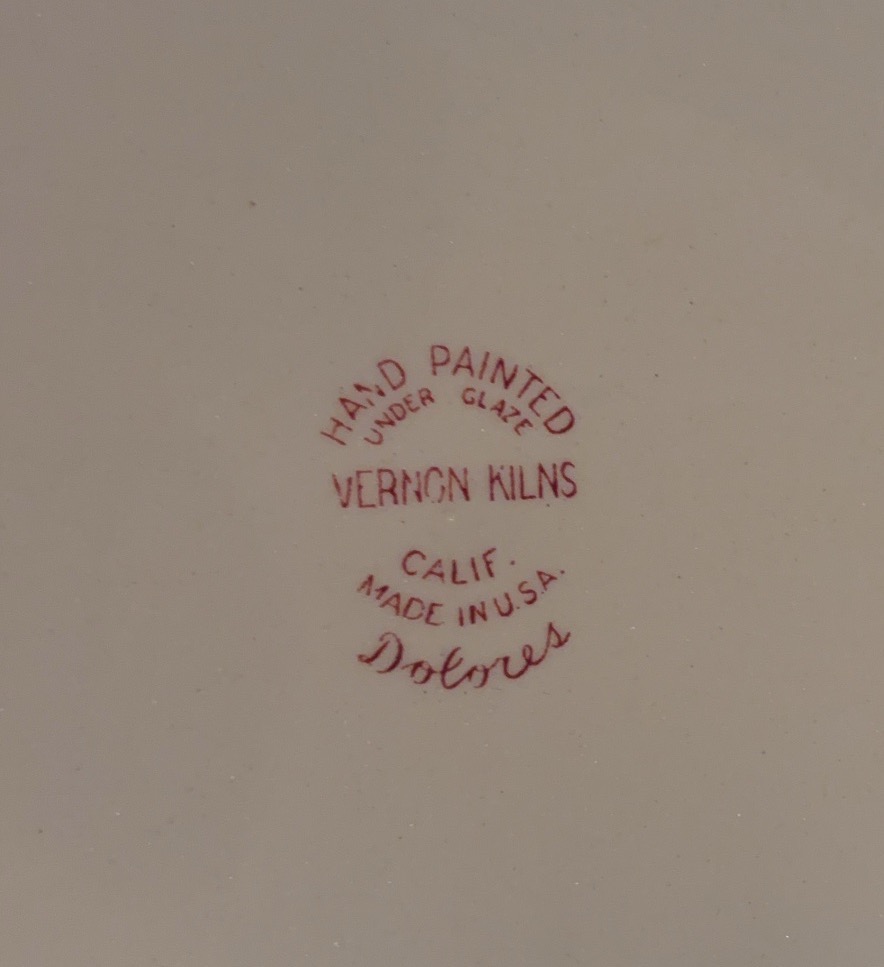 HAND PAINTED
UNDER GLAZE
VERNON KILNS
CALIF.
MADE IN U.S.A.
Dolores